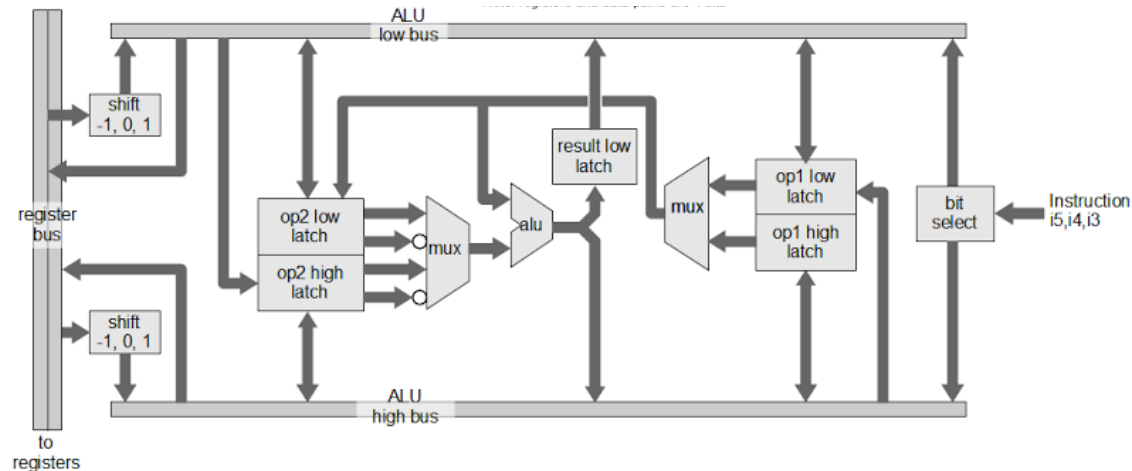 ALU
low bus
shift
-1, 0, 1
result low
latch
op1 low
latch
op2 low
latch
mux
alu
mux
bit
select
Instruction
i5,i4,i3
register
bus
op1 high
latch
op2 high
latch
shift
-1, 0, 1
ALU
high bus
to
registers